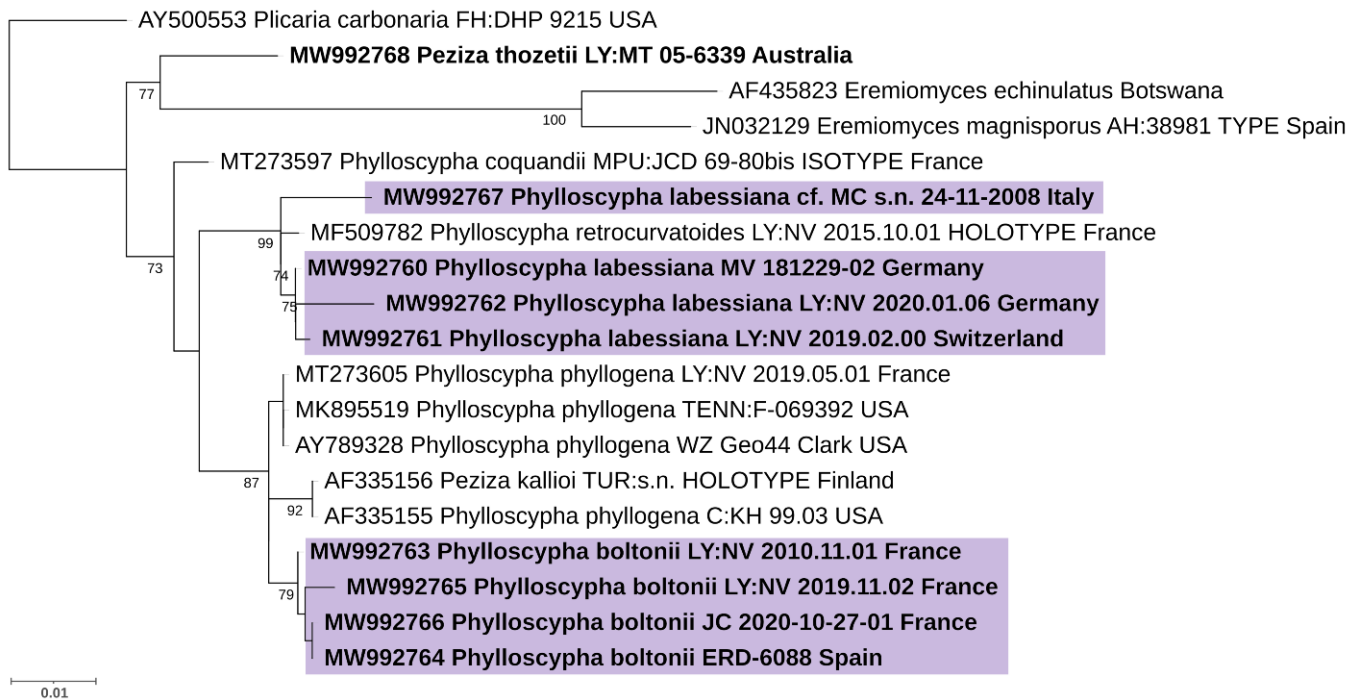 AY500553 Plicaria carbonaria FH:DHP 9215 USA
MW992768 Peziza thozetii LY:MT 05-6339 Australia
77
AF435823 Eremiomyces echinulatus Botswana
100
JN032129 Eremiomyces magnisporus AH:38981 TYPE Spain
MT273597 Phylloscypha coquandii MPU:JCD 69-80bis ISOTYPE France
MW992767 Phylloscypha labessiana cf. MC s.n. 24-11-2008 Italy
99
MF509782 Phylloscypha retrocurvatoides LY:NV 2015.10.01 HOLOTYPE France
73
74
MW992760 Phylloscypha labessiana MV 181229-02 Germany
75
MW992762 Phylloscypha labessiana LY:NV 2020.01.06 Germany
MW992761 Phylloscypha labessiana LY:NV 2019.02.00 Switzerland
MT273605 Phylloscypha phyllogena LY:NV 2019.05.01 France
MK895519 Phylloscypha phyllogena TENN:F-069392 USA
AY789328 Phylloscypha phyllogena WZ Geo44 Clark USA
87
AF335156 Peziza kallioi TUR:s.n. HOLOTYPE Finland
92
AF335155 Phylloscypha phyllogena C:KH 99.03 USA
MW992763 Phylloscypha boltonii LY:NV 2010.11.01 France
79
MW992765 Phylloscypha boltonii LY:NV 2019.11.02 France
MW992766 Phylloscypha boltonii JC 2020-10-27-01 France
MW992764 Phylloscypha boltonii ERD-6088 Spain
0.01